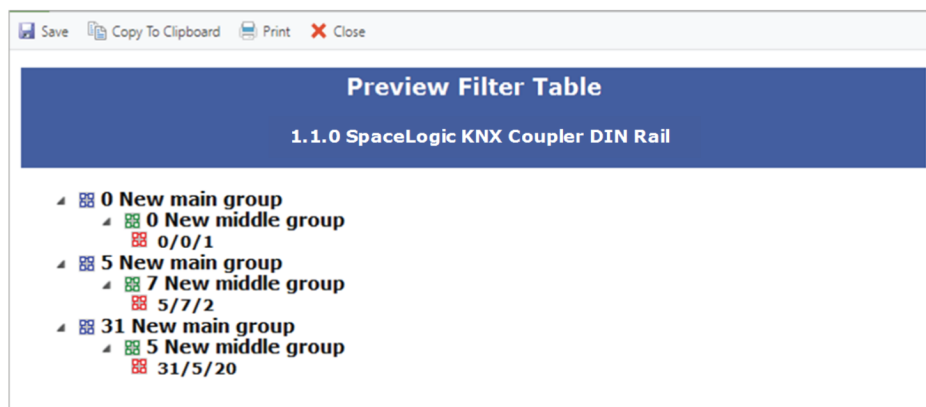 Save Copy To Clipboard Print Close
Preview Filter Table
1.1.0 SpaceLogic KNX Coupler DIN Rail
0 New main group
0 New middle group
0/0/1
5 New main group
7 New middle group
5/7/2
31 New main group
5 New middle group
31/5/20